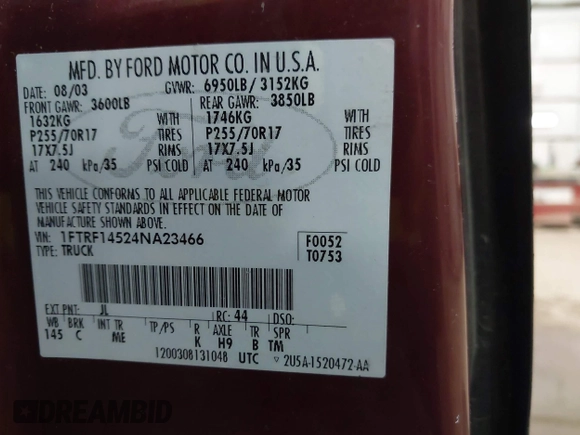 MFD. BY FORD MOTOR CO. IN U.S.A.
DATE: 08/03 GVWR: 6950LB / 3152KG
FRONT GAWR: 3600LB REAR GAWR: 3850LB
1632KG WITH 1746KG WITH
P255/70R17 TIRES P255/70R17 TIRES
17X7.5J RIMS 17X7.5J RIMS
AT 240 kPa/35 PSI COLD AT 240 kPa/35 PSI COLD
THIS VEHICLE CONFORMS TO ALL APPLICABLE FEDERAL MOTOR
VEHICLE SAFETY STANDARDS IN EFFECT ON THE DATE OF
MANUFACTURE SHOWN ABOVE.
VIN: 1FTRF14524NA23466 F0052
TYPE: TRUCK T0753
EXT PNT: JL RC: 44 DSO:
WB BRK INT TR TP/PS R AXLE TR SPR
145 C ME K H9 B TM
1200308131048 UTC 2U5A-1520472-AA
Ford
DREAMBID